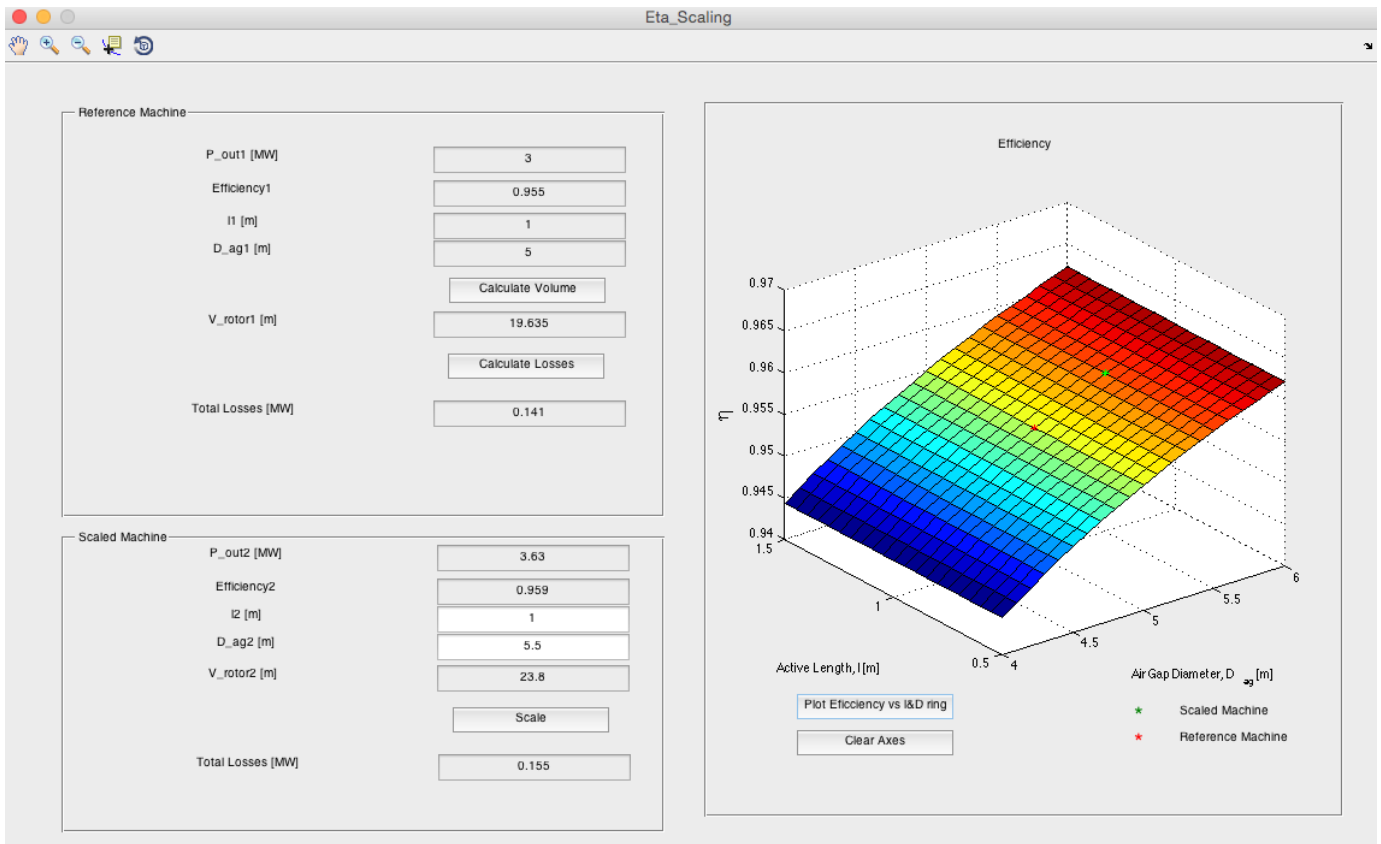 Eta_Scaling
Reference Machine
P_out1 [MW] 3
Efficiency1 0.955
l1 [m] 1
D_ag1 [m] 5
Calculate Volume
V_rotor1 [m] 19.635
Calculate Losses
Total Losses [MW] 0.141
Scaled Machine
P_out2 [MW] 3.63
Efficiency2 0.959
l2 [m] 1
D_ag2 [m] 5.5
V_rotor2 [m] 23.8
Scale
Total Losses [MW] 0.155
Efficiency
0.97
0.965
0.96
0.955
0.95
0.945
0.94
η
1.5
1
0.5
4
4.5
5
5.5
6
Active Length, l [m]
Air Gap Diameter, D ag [m]
Plot Eficciency vs l&D ring
Clear Axes
* Scaled Machine
* Reference Machine